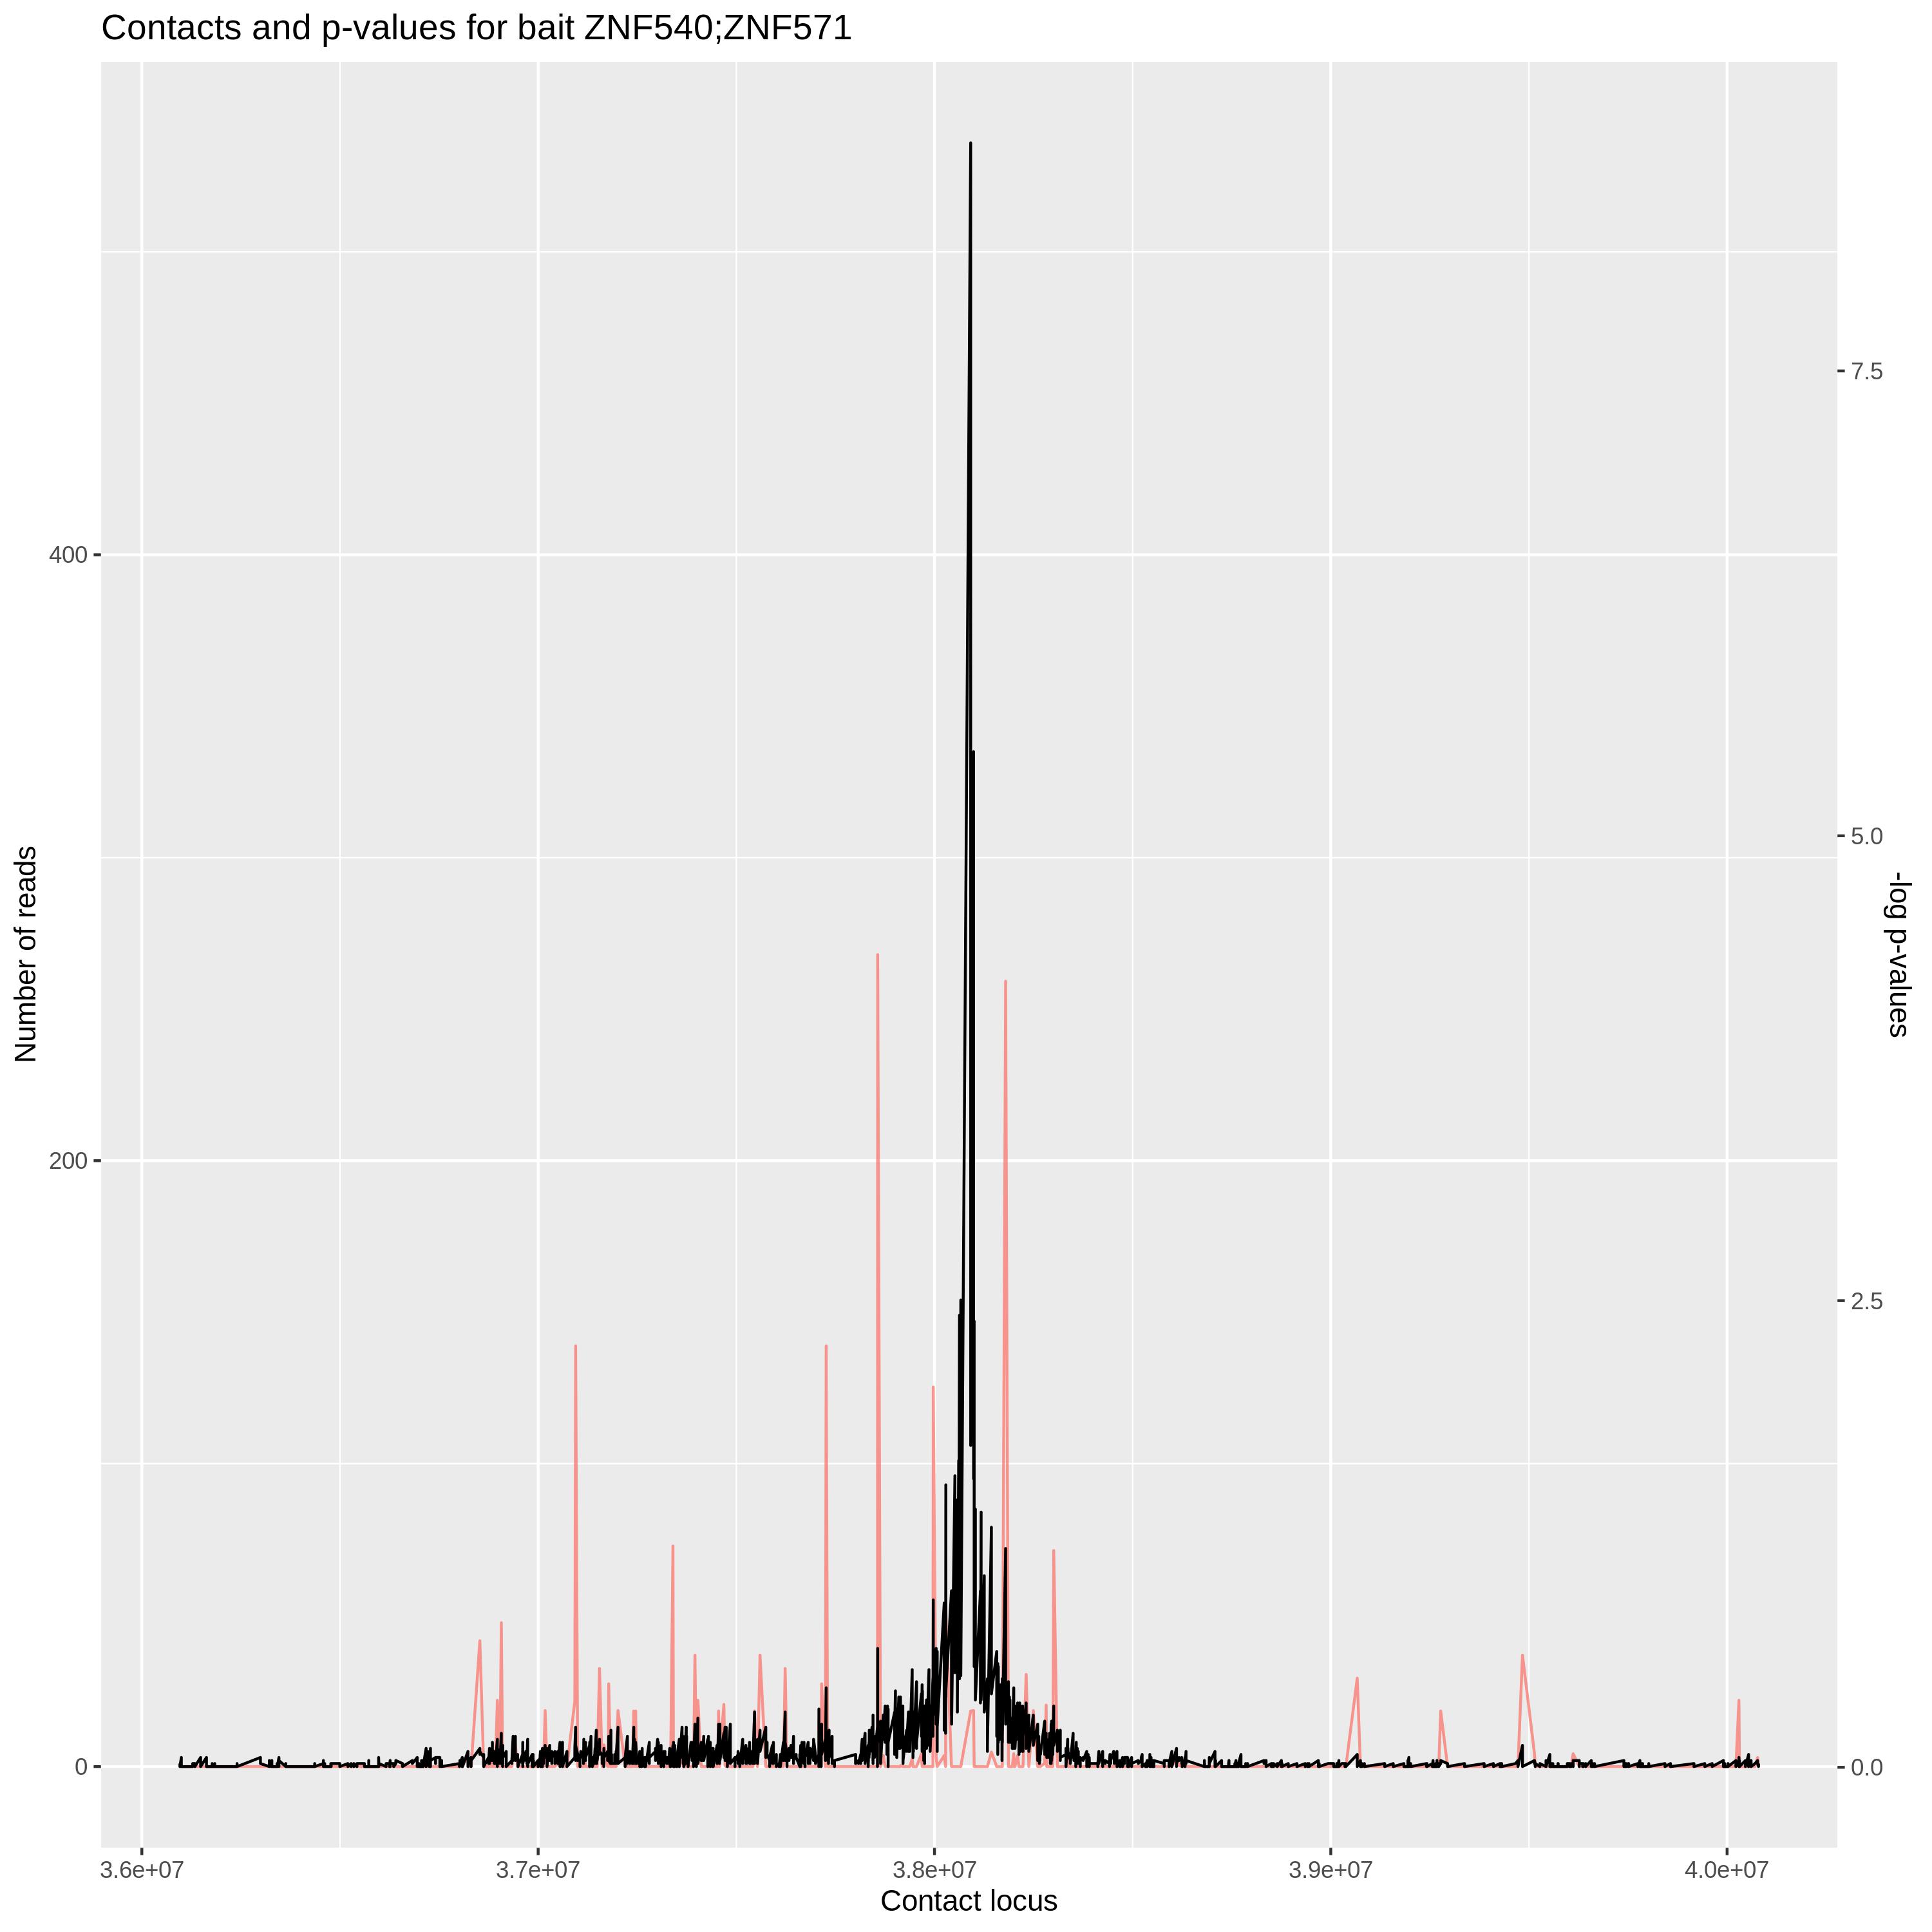 Contacts and p-values for bait ZNF540;ZNF571
Number of reads
400
200
0
7.5
5.0
2.5
0.0
-log p-values
3.6e+07
3.7e+07
3.8e+07
3.9e+07
4.0e+07
Contact locus